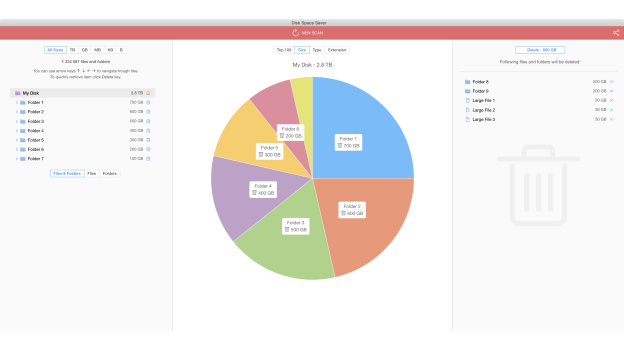 Disk Space Saver
NEW SCAN
All Sizes TB GB MB KB B
1 234 567 files and folders
You can use arrow keys ↑ ↓ ← → to navigate trough tree.
To quickly remove item click Delete key.
My Disk 2.8 TB
Folder 1 700 GB
Folder 2 600 GB
Folder 3 500 GB
Folder 4 400 GB
Folder 5 300 GB
Folder 6 200 GB
Folder 7 100 GB
Files & Folders Files Folders
Top 100 Size Type Extension
My Disk - 2.8 TB
Folder 1
700 GB
Folder 2
600 GB
Folder 3
500 GB
Folder 4
400 GB
Folder 5
300 GB
Folder 6
200 GB
Delete - 800 GB
Following files and folders will be deleted:
Folder 8
Folder 9 200 GB
Large File 1 20 GB
Large File 2 30 GB
Large File 3 50 GB